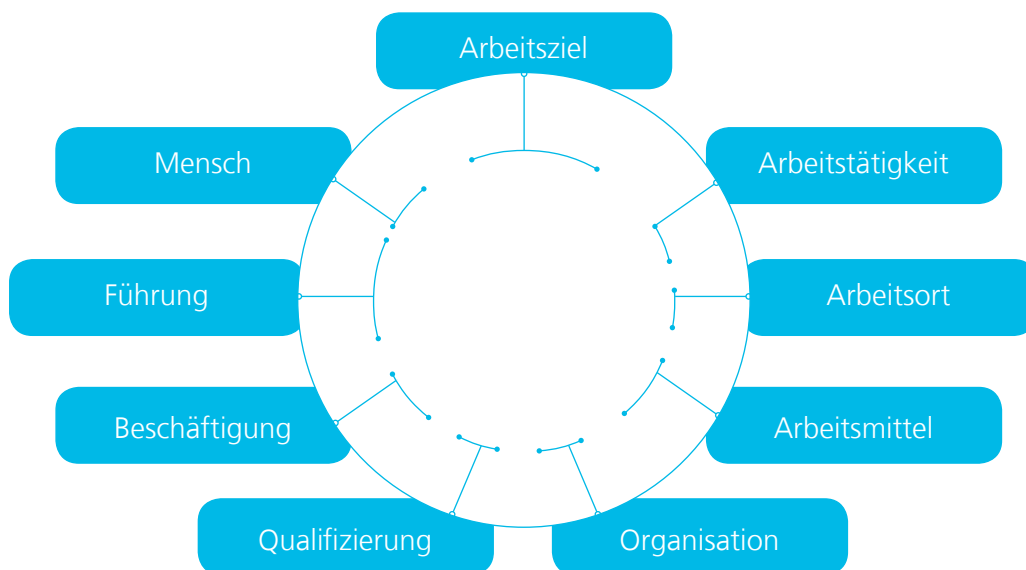 Arbeitsziel
Mensch
Arbeitstätigkeit
Führung
Arbeitsort
Beschäftigung
Arbeitsmittel
Qualifizierung
Organisation